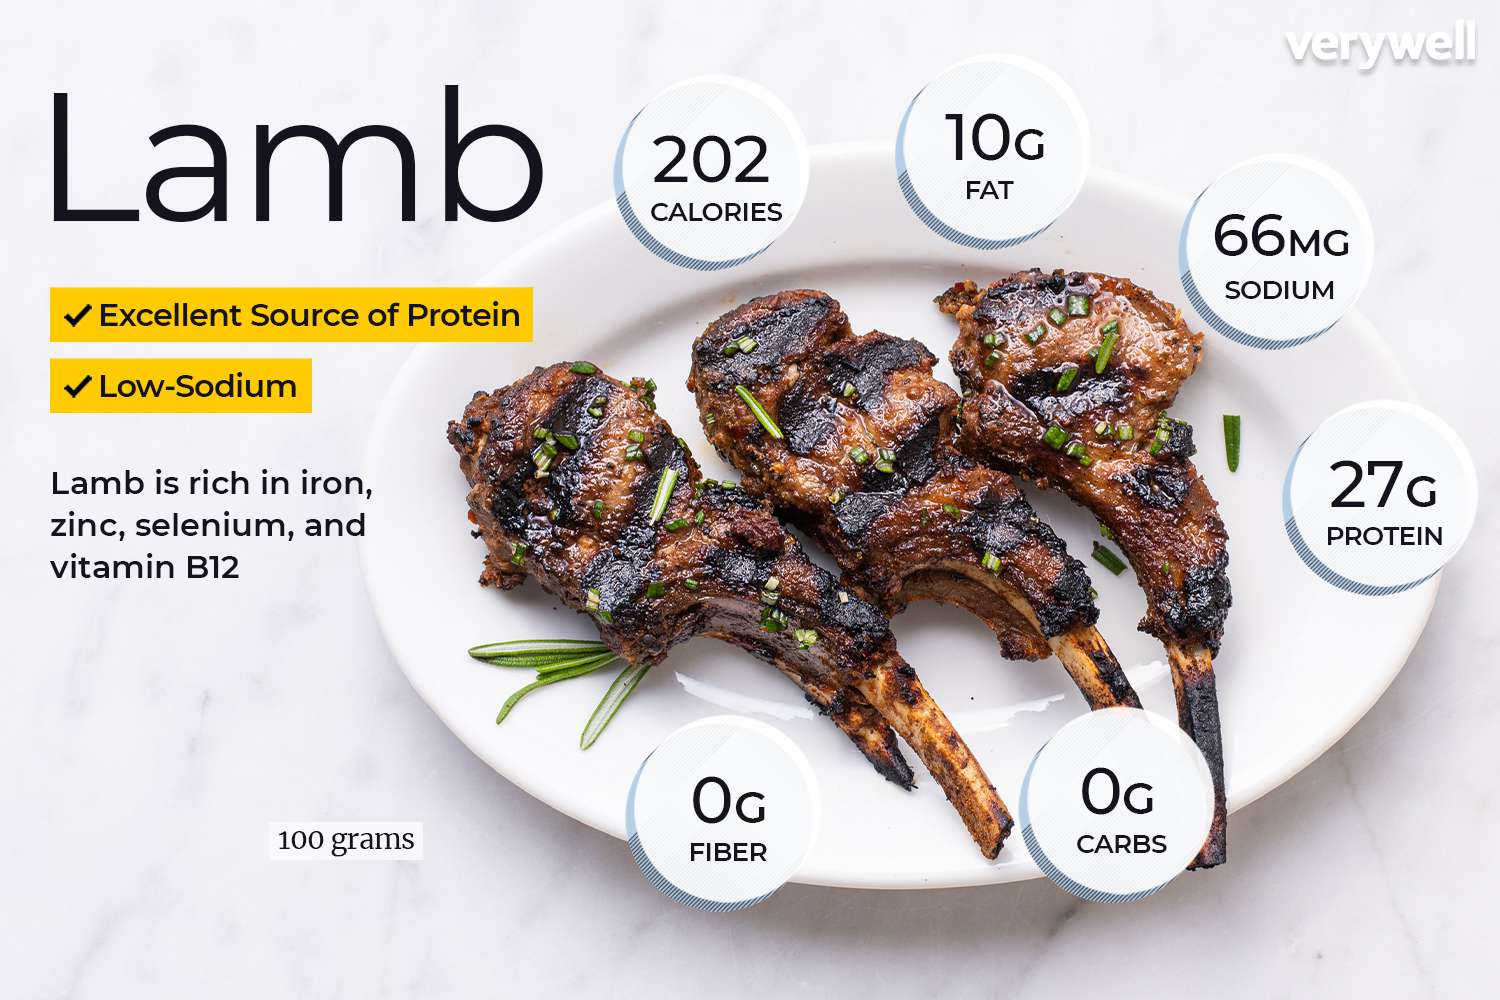 verywell
Lamb
Excellent Source of Protein
Low-Sodium
Lamb is rich in iron,
zinc, selenium, and
vitamin B12
202
CALORIES
10G
FAT
66MG
SODIUM
27G
PROTEIN
0G
FIBER
0G
CARBS
100 grams